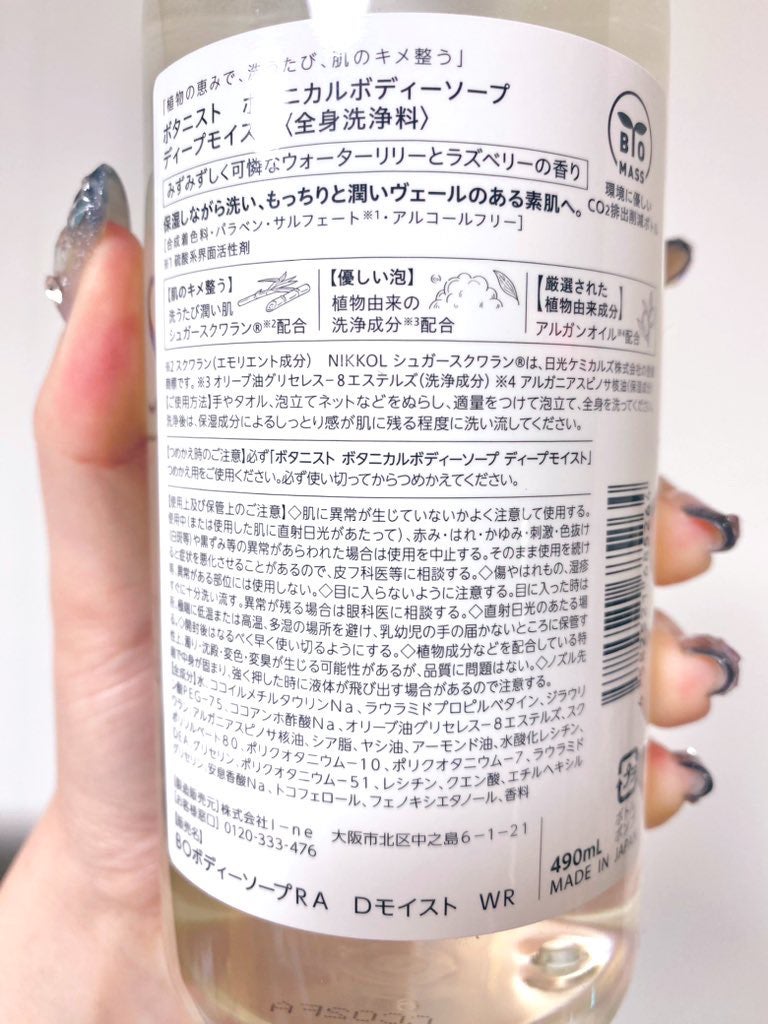 「植物の恵みで、洗うたび、肌のキメ整う」
ボタニスト ボタニカルボディーソープ
ディープモイスト〈全身洗浄料〉
みずみずしく可憐なウォーターリリーとラズベリーの香り
保湿しながら洗い、もっちりと潤いヴェールのある素肌へ。
[合成着色料・パラベン・サルフェート※1・アルコールフリー]
※1 硫酸系界面活性剤
BIO
MASS
環境に優しい
CO2排出削減ボトル
【肌のキメ整う】
洗うたび潤い肌
シュガースクワラン®※2配合
【優しい泡】
植物由来の
洗浄成分※3配合
【厳選された
植物由来成分】
アルガンオイル※4配合
※2 スクワラン(エモリエント成分) NIKKOL シュガースクワラン®は、日光ケミカルズ株式会社の登録
商標です。※3 オリーブ油グリセレス−8エステルズ(洗浄成分) ※4 アルガニアスピノサ核油(保湿成分)
【ご使用方法】手やタオル、泡立てネットなどをぬらし、適量をつけて泡立て、全身を洗ってください。
洗浄後は、保湿成分によるしっとり感が肌に残る程度に洗い流してください。
【つめかえ時のご注意】必ず「ボタニスト ボタニカルボディーソープ ディープモイスト」
つめかえ用をご使用ください。必ず使い切ってからつめかえてください。
【使用上及び保管上のご注意】◇肌に異常が生じていないかよく注意して使用する。
使用中(または使用した肌に直射日光があたって)、赤み・はれ・かゆみ・刺激・色抜け
(白斑等)や黒ずみ等の異常があらわれた場合は使用を中止する。そのまま使用を続け
ると症状を悪化させることがあるので、皮フ科医等に相談する。◇傷やはれもの、湿疹
等、異常がある部位には使用しない。◇目に入らないように注意する。目に入った時は
すぐに十分洗い流す。異常が残る場合は眼科医に相談する。◇直射日光のあたる場
所、極端に低温または高温、多湿の場所を避け、乳幼児の手の届かないところに保管す
る。◇開封後はなるべく早く使い切るようにする。◇植物成分などを配合している特
性上、濁り・沈殿・変色・変臭が生じる可能性があるが、品質に問題はない。◇ノズル先
端で中身が固まり、強く押した時に液体が飛び出す場合があるので注意する。
【全成分】水、ココイルメチルタウリンNa、ラウラミドプロピルベタイン、ジラウリ
ン酸PEG−75、ココアンホ酢酸Na、オリーブ油グリセレス−8エステルズ、スク
ワラン、アルガニアスピノサ核油、シア脂、ヤシ油、アーモンド油、水酸化レシチン、
ポリソルベート80、ポリクオタニウム−10、ポリクオタニウム−7、ラウラミド
DEA、グリセリン、ポリクオタニウム−51、レシチン、クエン酸、エチルヘキシル
グリセリン、安息香酸Na、トコフェロール、フェノキシエタノール、香料
【製造販売元】株式会社I−ne 大阪市北区中之島6−1−21
【お客様窓口】0120-333-476
【販売名】
BOボディーソープRA Dモイスト WR
490mL
MADE IN JAPAN
プラ